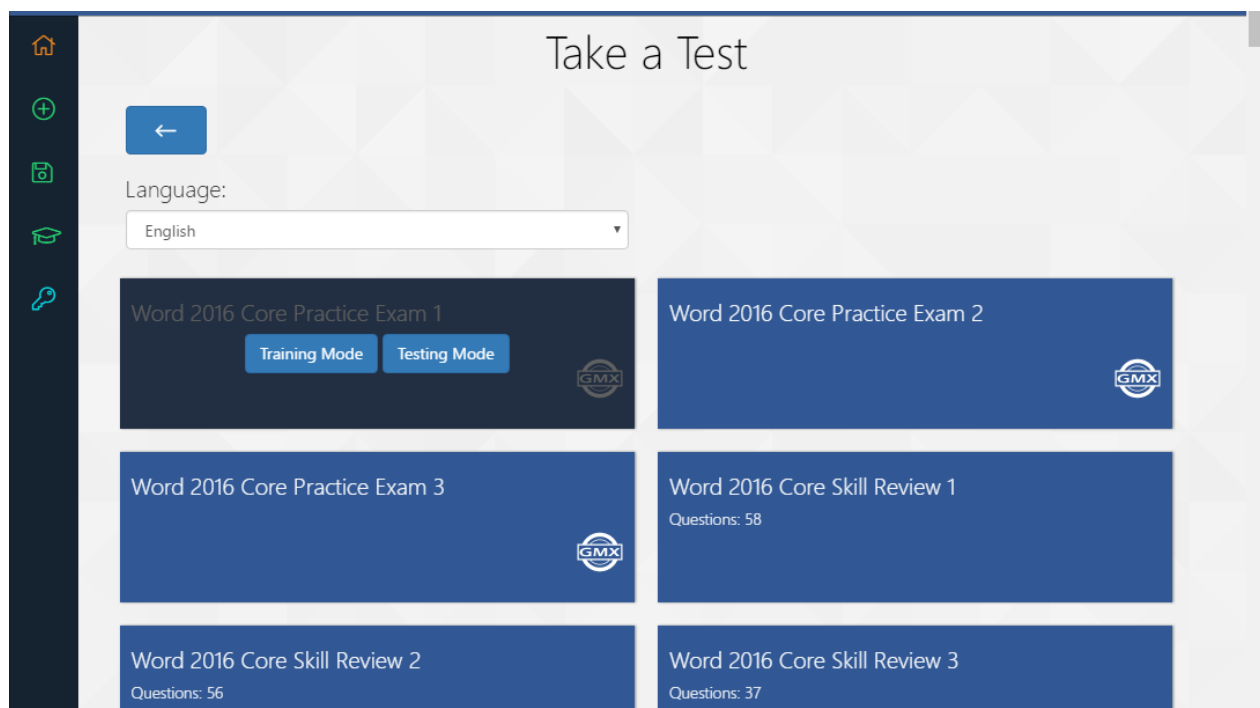 Take a Test
Language:
English
Word 2016 Core Practice Exam 1
Training Mode Testing Mode
GMX
Word 2016 Core Practice Exam 2
GMX
Word 2016 Core Practice Exam 3
GMX
Word 2016 Core Skill Review 1
Questions: 58
Word 2016 Core Skill Review 2
Questions: 56
Word 2016 Core Skill Review 3
Questions: 37